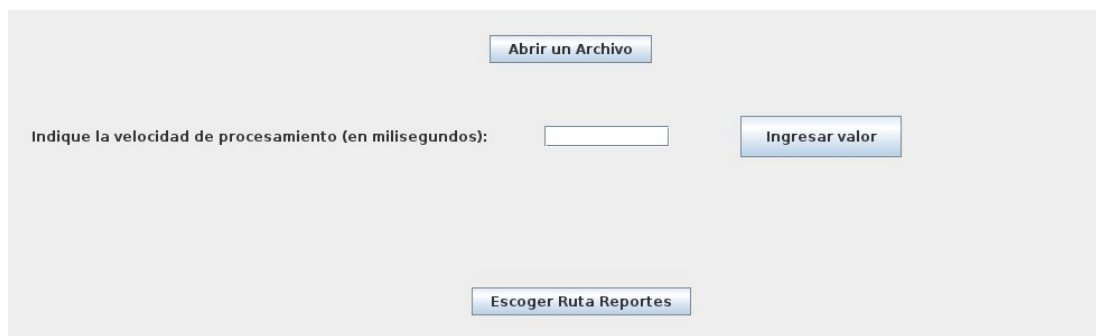 Abrir un Archivo
Indique la velocidad de procesamiento (en milisegundos):
Ingresar valor
Escoger Ruta Reportes